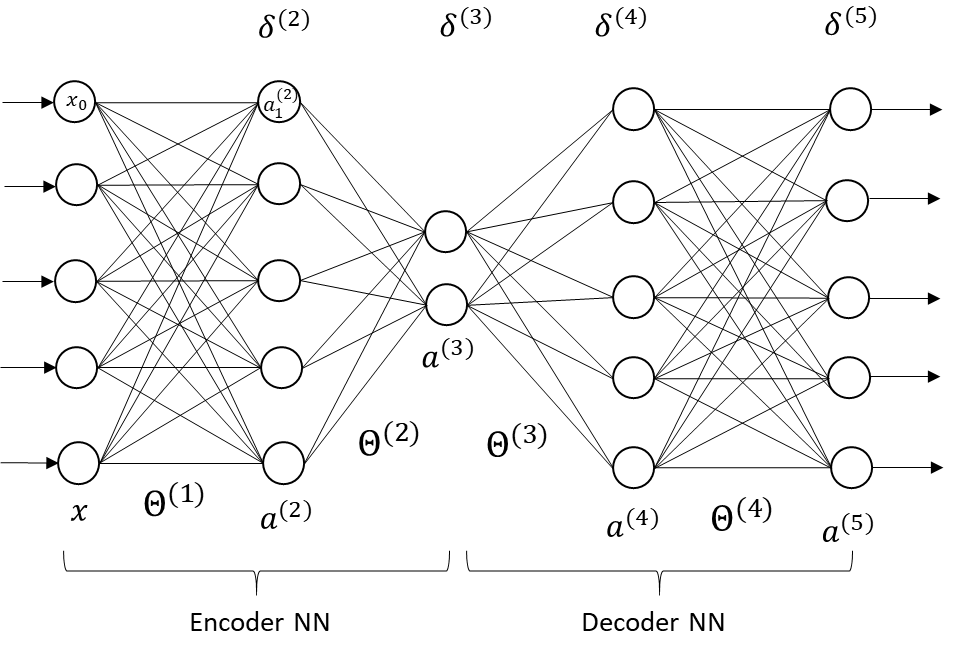 δ⁽²⁾ δ⁽³⁾ δ⁽⁴⁾ δ⁽⁵⁾
x₀ a₁⁽²⁾
a⁽³⁾
Θ⁽²⁾ Θ⁽³⁾
x Θ⁽¹⁾ a⁽²⁾ a⁽⁴⁾ Θ⁽⁴⁾ a⁽⁵⁾
Encoder NN Decoder NN